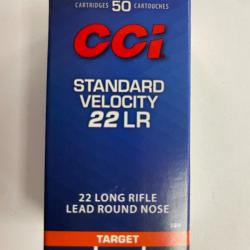 CARTRIDGES 50 CARTOUCHES
CCi
STANDARD
VELOCITY
22 LR
22 LONG RIFLE
LEAD ROUND NOSE
TARGET